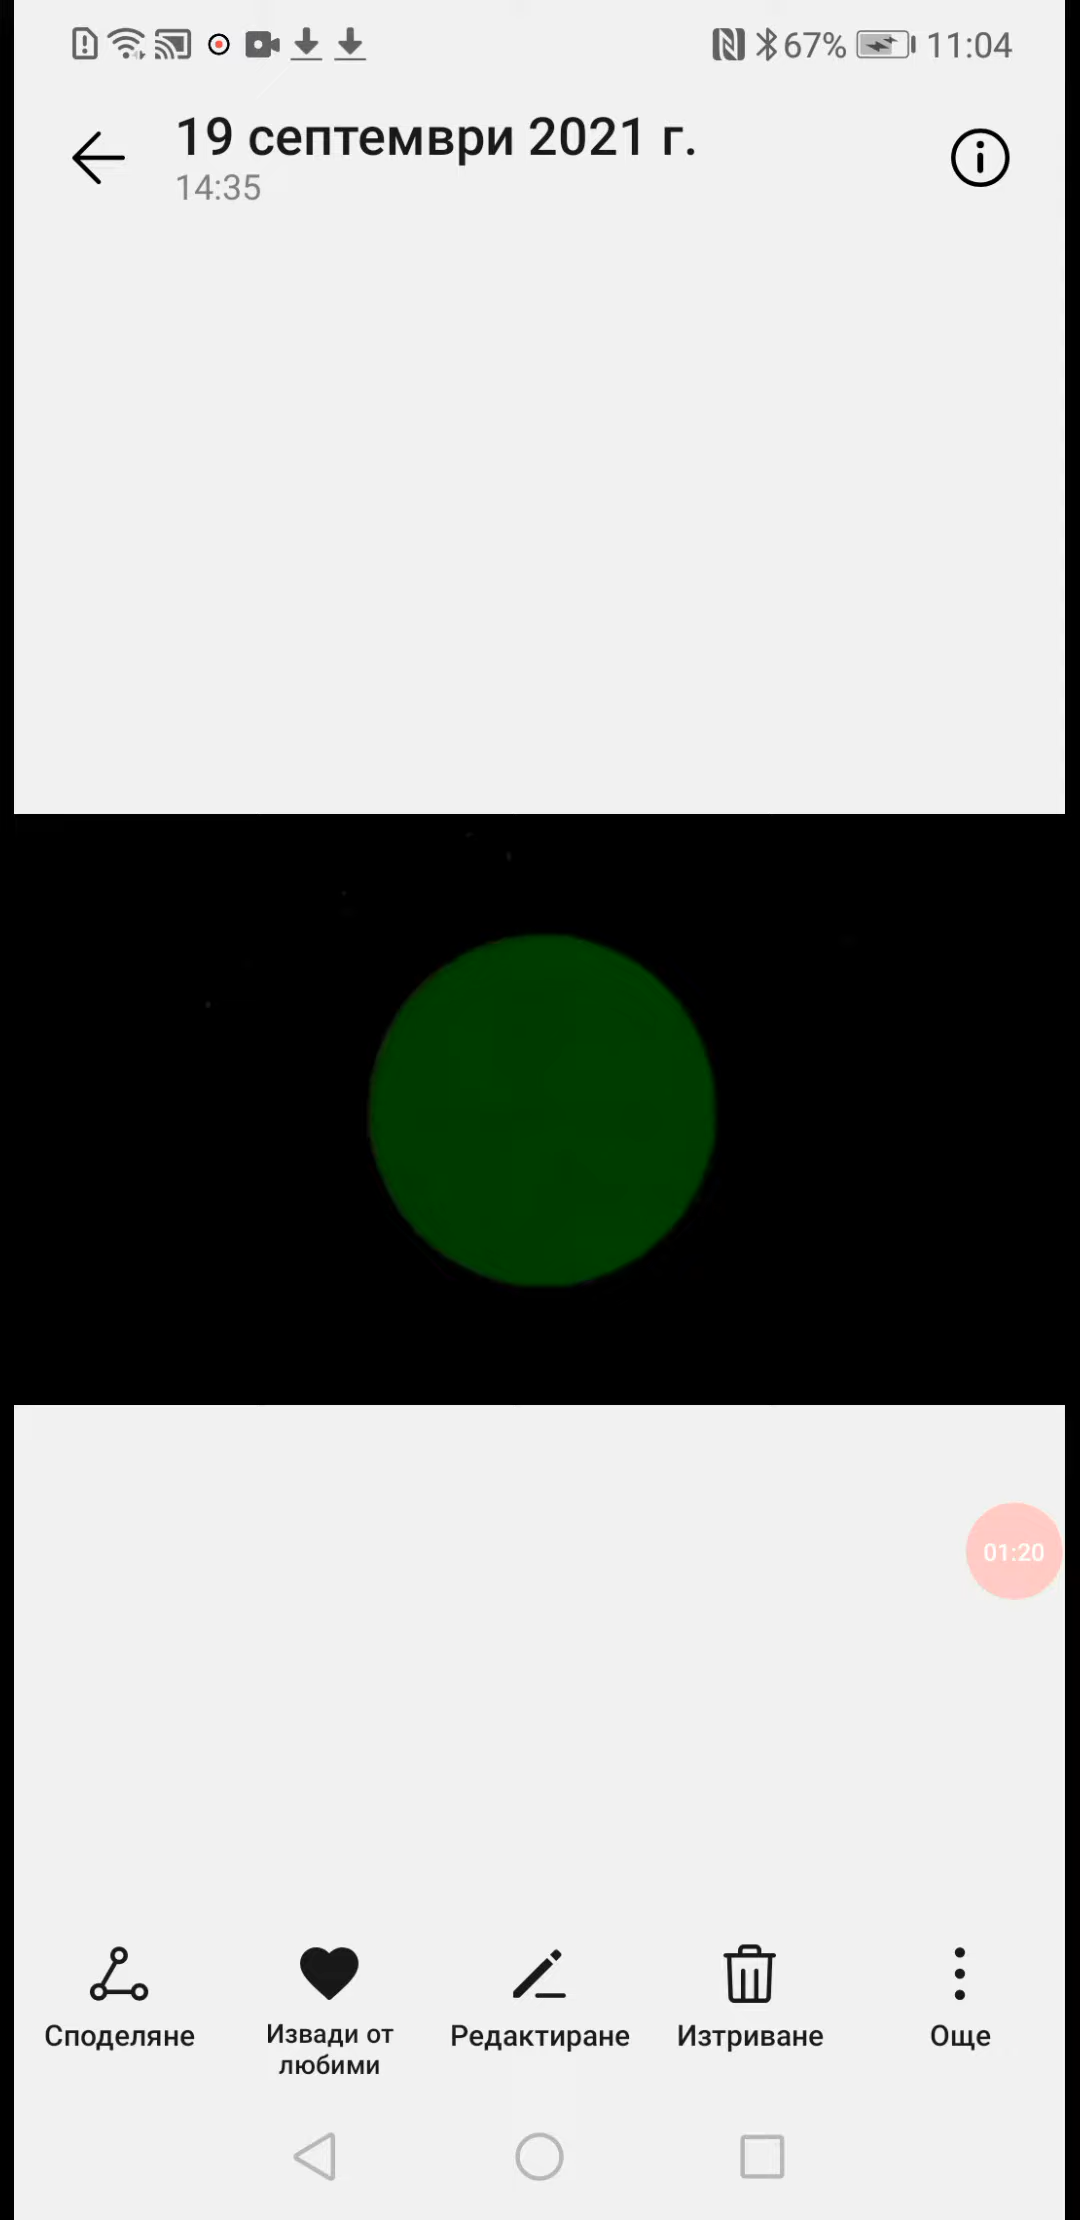 67% 11:04
19 септември 2021 г.
14:35
01:20
Споделяне
Извади от
любими
Редактиране
Изтриване
Още